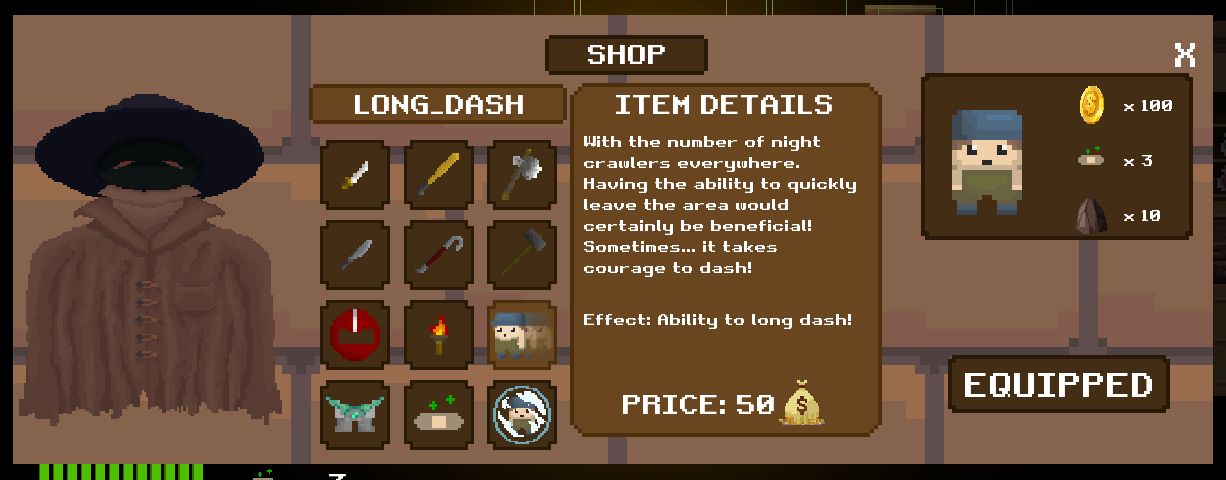 SHOP
X
LONG_DASH
ITEM DETAILS
With the number of night
crawlers everywhere.
Having the ability to quickly
leave the area would
certainly be beneficial!
Sometimes... it takes
courage to dash!
Effect: Ability to long dash!
PRICE: 50
x 100
x 3
x 10
EQUIPPED